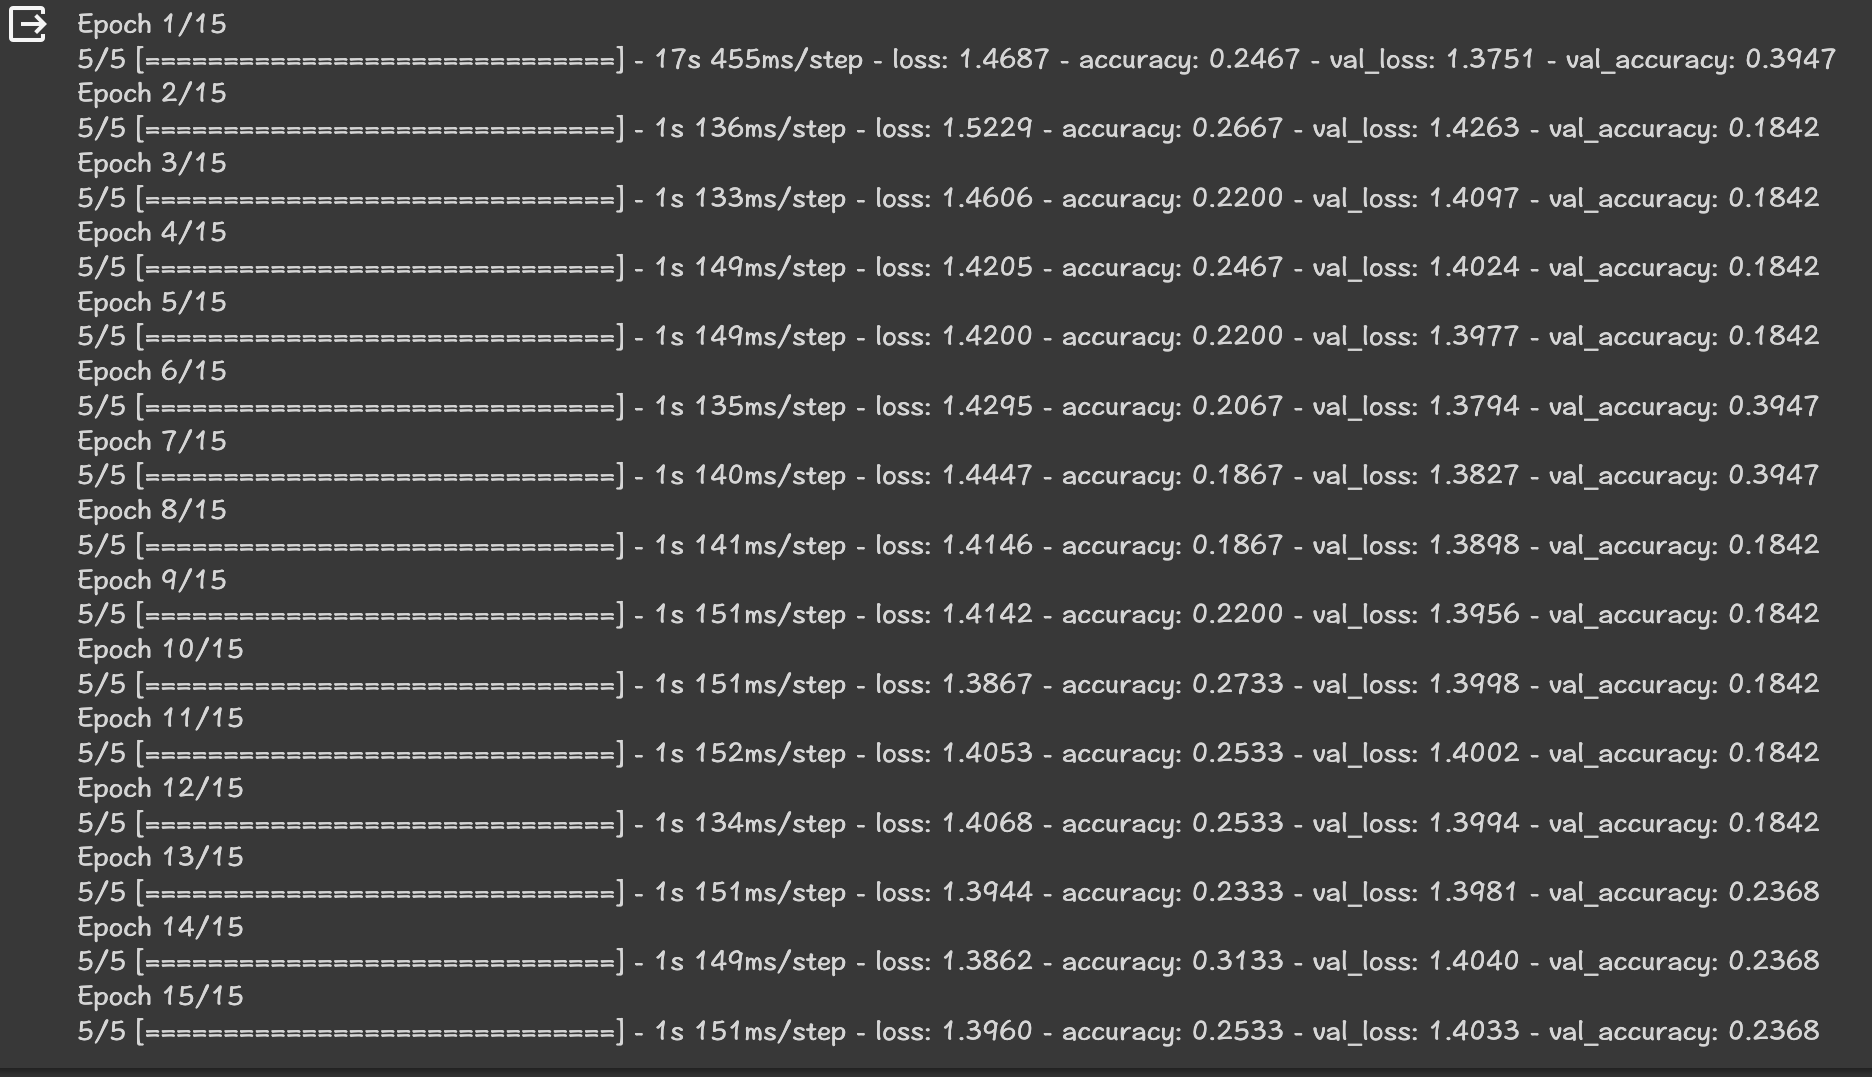 Epoch 1/15
5/5 [==============================] - 17s 455ms/step - loss: 1.4687 - accuracy: 0.2467 - val_loss: 1.3751 - val_accuracy: 0.3947
Epoch 2/15
5/5 [==============================] - 1s 136ms/step - loss: 1.5229 - accuracy: 0.2667 - val_loss: 1.4263 - val_accuracy: 0.1842
Epoch 3/15
5/5 [==============================] - 1s 133ms/step - loss: 1.4606 - accuracy: 0.2200 - val_loss: 1.4097 - val_accuracy: 0.1842
Epoch 4/15
5/5 [==============================] - 1s 149ms/step - loss: 1.4205 - accuracy: 0.2467 - val_loss: 1.4024 - val_accuracy: 0.1842
Epoch 5/15
5/5 [==============================] - 1s 149ms/step - loss: 1.4200 - accuracy: 0.2200 - val_loss: 1.3977 - val_accuracy: 0.1842
Epoch 6/15
5/5 [==============================] - 1s 135ms/step - loss: 1.4295 - accuracy: 0.2067 - val_loss: 1.3794 - val_accuracy: 0.3947
Epoch 7/15
5/5 [==============================] - 1s 140ms/step - loss: 1.4447 - accuracy: 0.1867 - val_loss: 1.3827 - val_accuracy: 0.3947
Epoch 8/15
5/5 [==============================] - 1s 141ms/step - loss: 1.4146 - accuracy: 0.1867 - val_loss: 1.3898 - val_accuracy: 0.1842
Epoch 9/15
5/5 [==============================] - 1s 151ms/step - loss: 1.4142 - accuracy: 0.2200 - val_loss: 1.3956 - val_accuracy: 0.1842
Epoch 10/15
5/5 [==============================] - 1s 151ms/step - loss: 1.3867 - accuracy: 0.2733 - val_loss: 1.3998 - val_accuracy: 0.1842
Epoch 11/15
5/5 [==============================] - 1s 152ms/step - loss: 1.4053 - accuracy: 0.2533 - val_loss: 1.4002 - val_accuracy: 0.1842
Epoch 12/15
5/5 [==============================] - 1s 134ms/step - loss: 1.4068 - accuracy: 0.2533 - val_loss: 1.3994 - val_accuracy: 0.1842
Epoch 13/15
5/5 [==============================] - 1s 151ms/step - loss: 1.3944 - accuracy: 0.2333 - val_loss: 1.3981 - val_accuracy: 0.2368
Epoch 14/15
5/5 [==============================] - 1s 149ms/step - loss: 1.3862 - accuracy: 0.3133 - val_loss: 1.4040 - val_accuracy: 0.2368
Epoch 15/15
5/5 [==============================] - 1s 151ms/step - loss: 1.3960 - accuracy: 0.2533 - val_loss: 1.4033 - val_accuracy: 0.2368